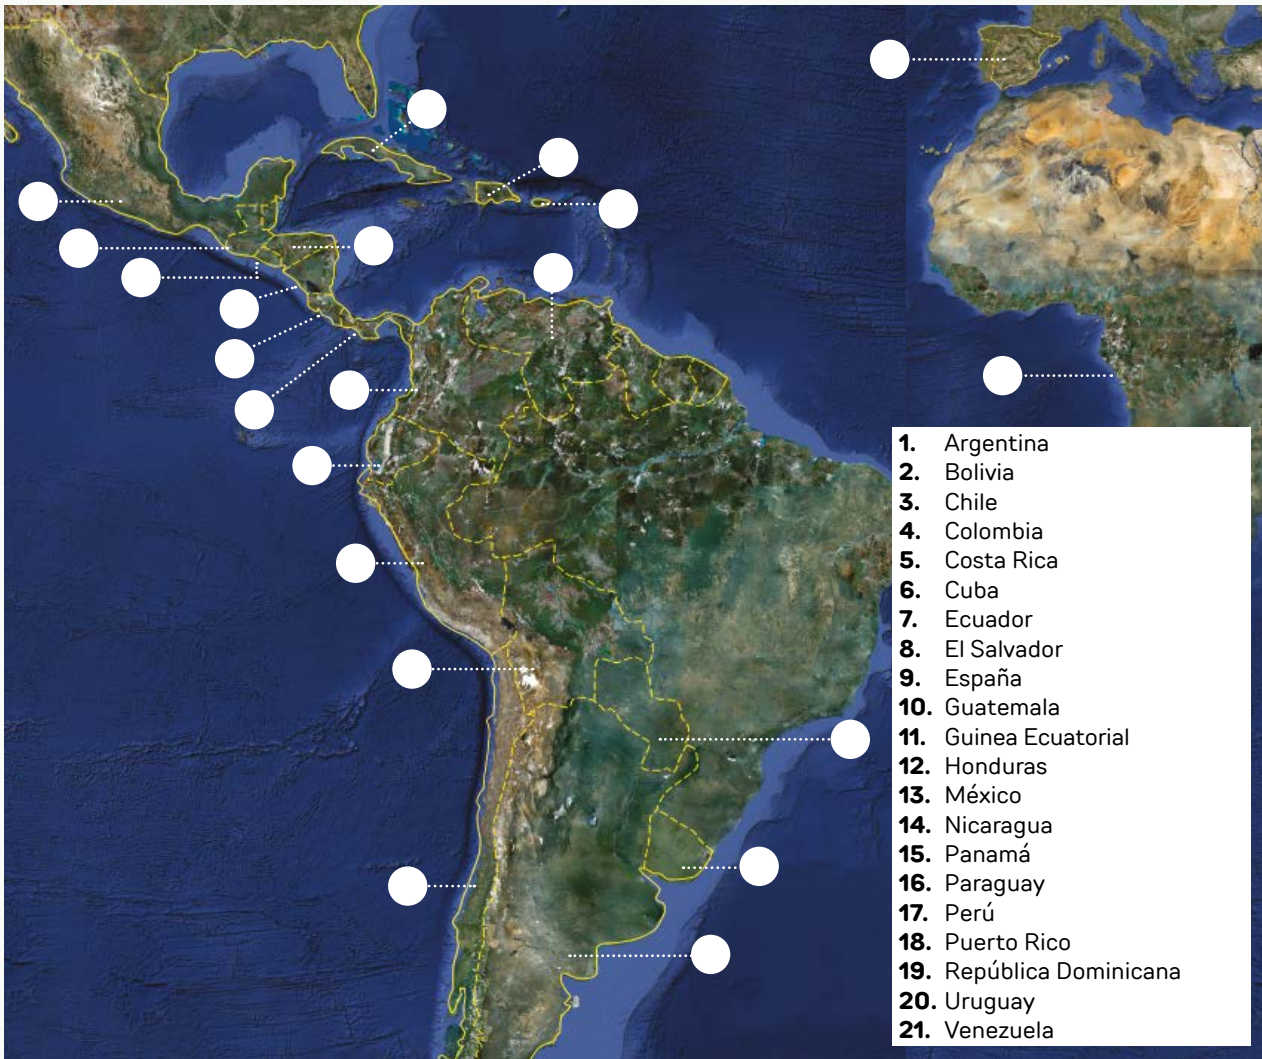 1. Argentina
2. Bolivia
3. Chile
4. Colombia
5. Costa Rica
6. Cuba
7. Ecuador
8. El Salvador
9. España
10. Guatemala
11. Guinea Ecuatorial
12. Honduras
13. México
14. Nicaragua
15. Panamá
16. Paraguay
17. Perú
18. Puerto Rico
19. República Dominicana
20. Uruguay
21. Venezuela